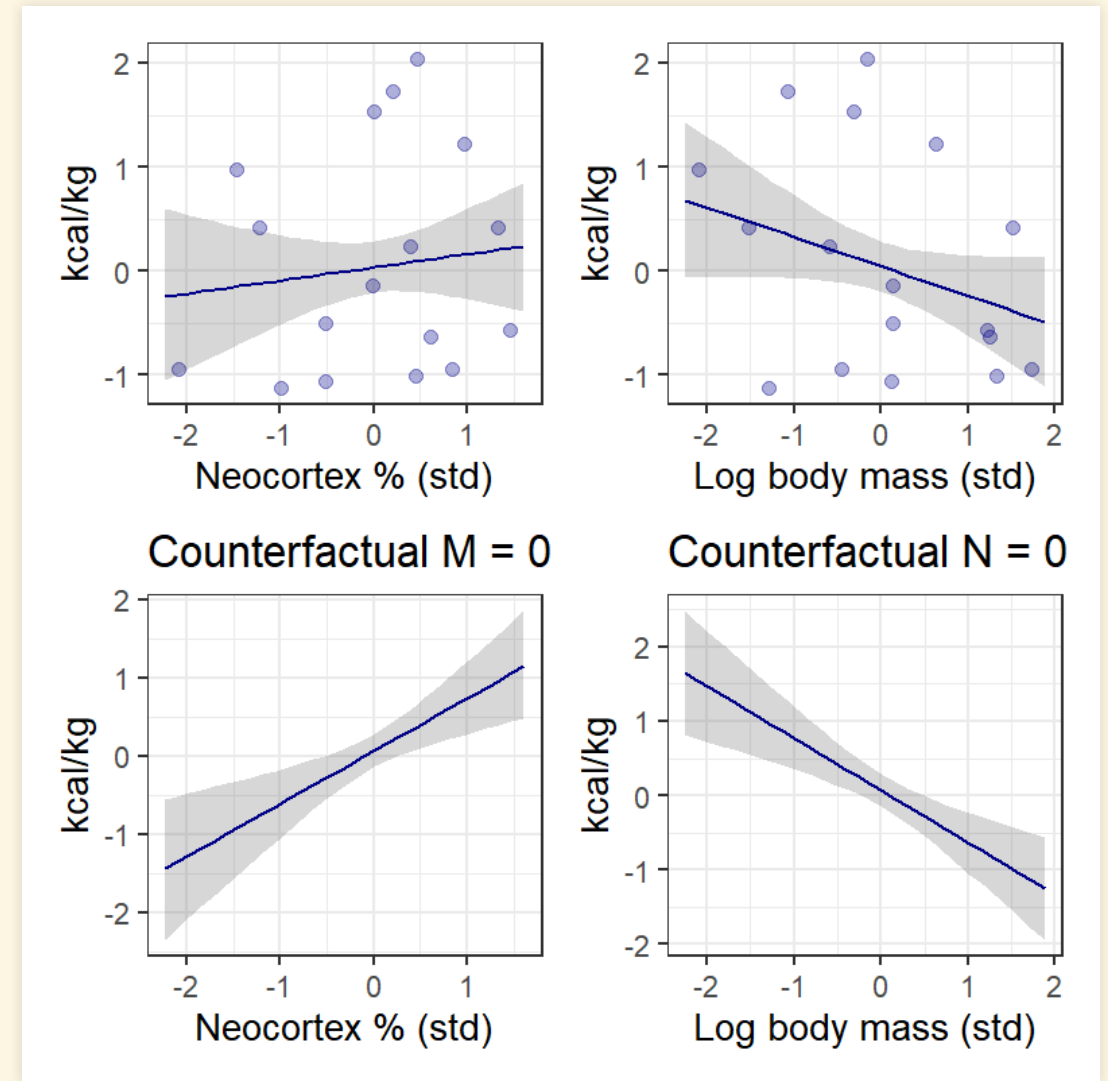 2
1
0
-1
kcal/kg
-2 -1 0 1
Neocortex % (std)
2
1
0
-1
kcal/kg
-2 -1 0 1 2
Log body mass (std)
Counterfactual M = 0
2
1
0
-1
-2
kcal/kg
-2 -1 0 1
Neocortex % (std)
Counterfactual N = 0
2
1
0
-1
-2
kcal/kg
-2 -1 0 1 2
Log body mass (std)